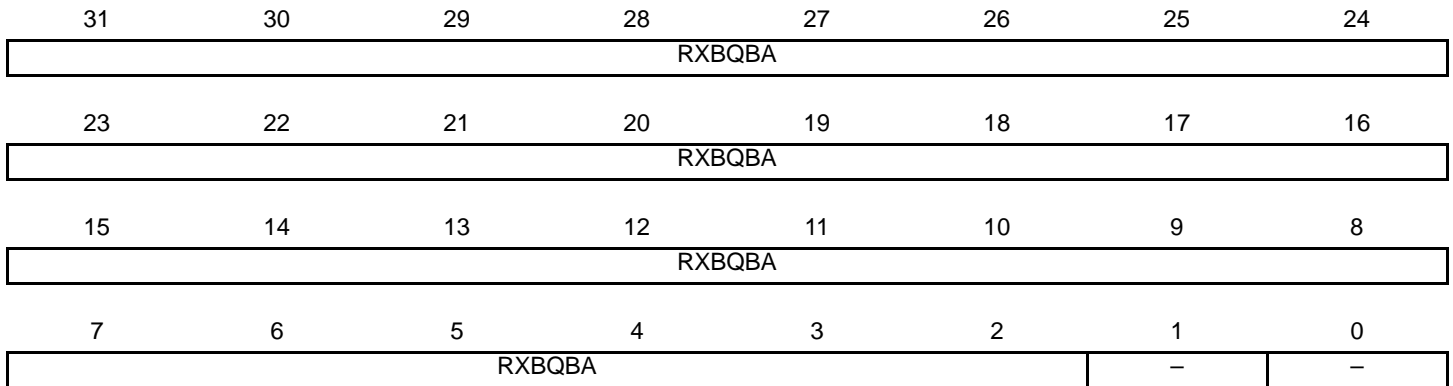 31 30 29 28 27 26 25 24
RXBQBA
23 22 21 20 19 18 17 16
RXBQBA
15 14 13 12 11 10 9 8
RXBQBA
7 6 5 4 3 2 1 0
RXBQBA – –